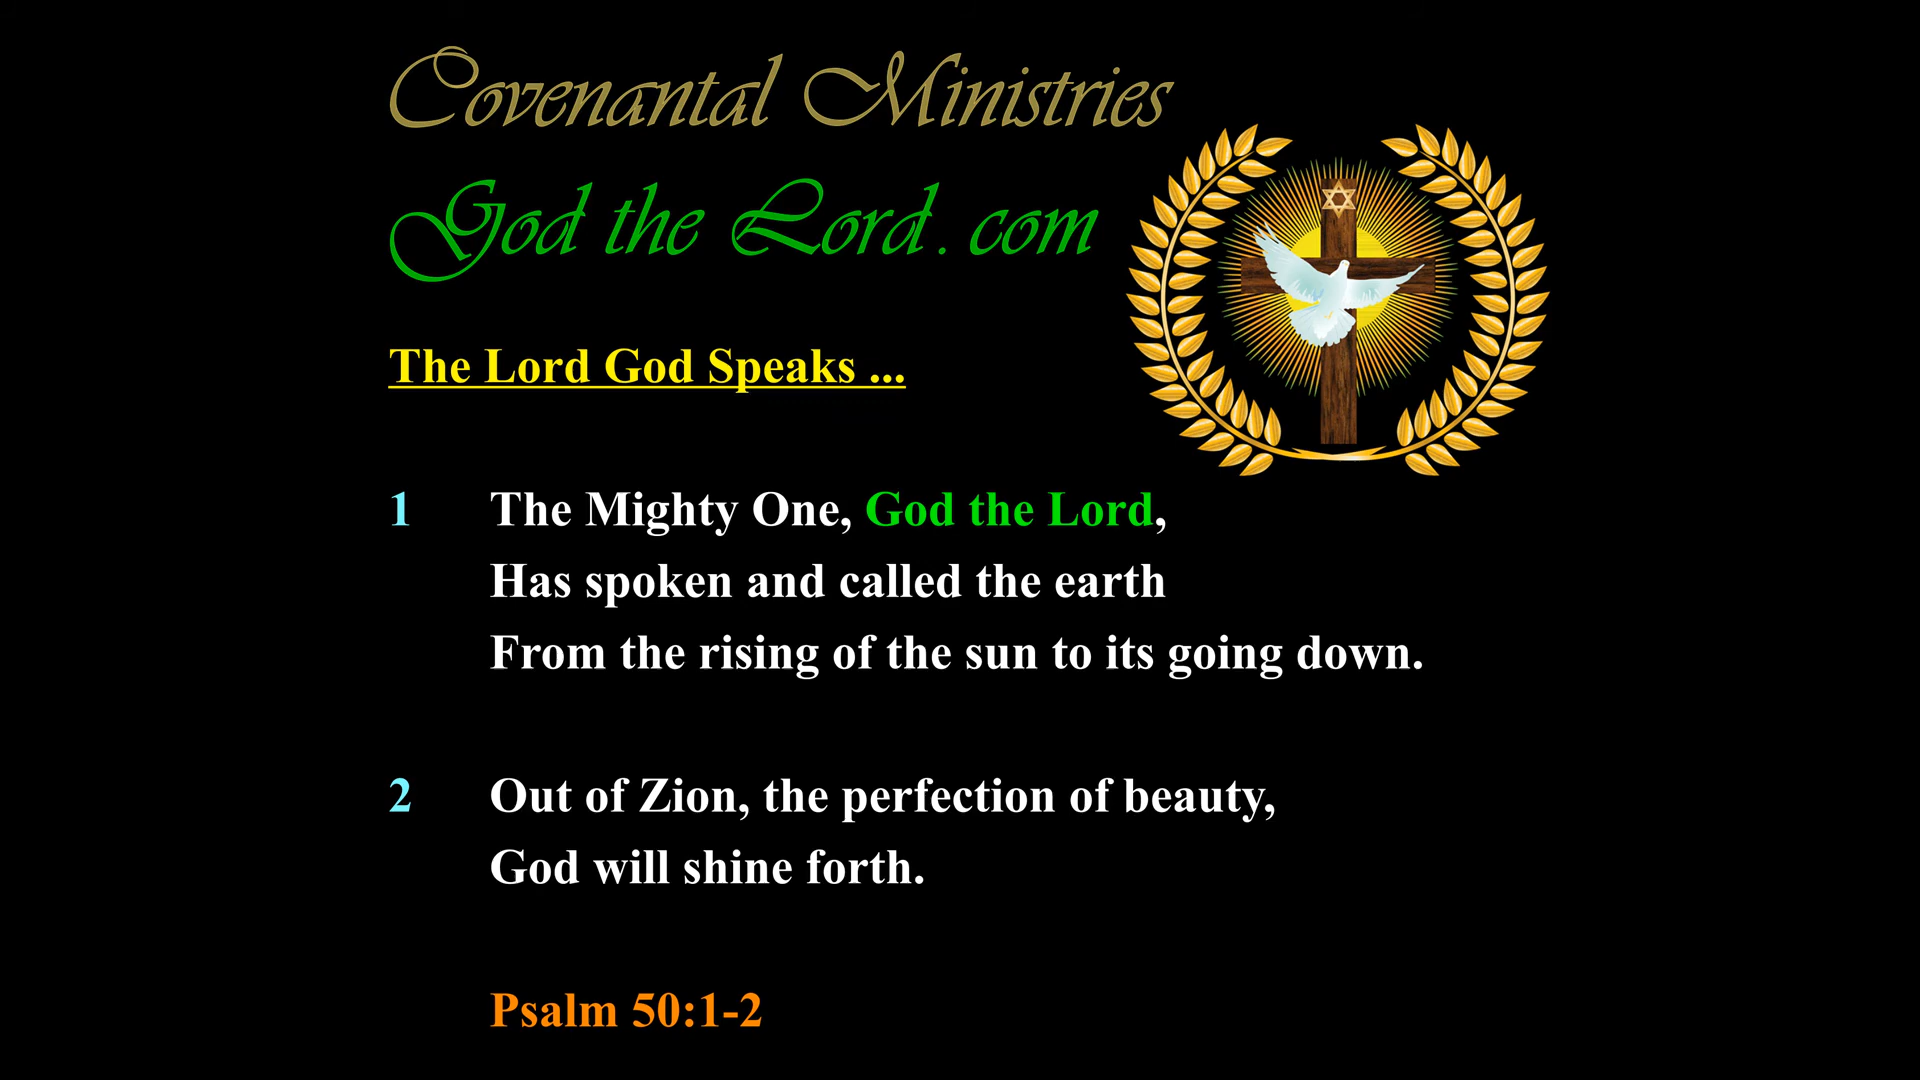 Covenantal Ministries
God the Lord.com
The Lord God Speaks ...
1 The Mighty One, God the Lord,
Has spoken and called the earth
From the rising of the sun to its going down.
2 Out of Zion, the perfection of beauty,
God will shine forth.
Psalm 50:1-2